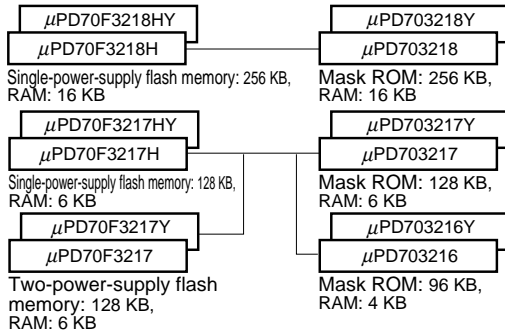 μPD70F3218HY
μPD70F3218H
Single-power-supply flash memory: 256 KB,
RAM: 16 KB
μPD703218Y
μPD703218
Mask ROM: 256 KB,
RAM: 16 KB
μPD70F3217HY
μPD70F3217H
Single-power-supply flash memory: 128 KB,
RAM: 6 KB
μPD703217Y
μPD703217
Mask ROM: 128 KB,
RAM: 6 KB
μPD70F3217Y
μPD70F3217
Two-power-supply flash
memory: 128 KB,
RAM: 6 KB
μPD703216Y
μPD703216
Mask ROM: 96 KB,
RAM: 4 KB